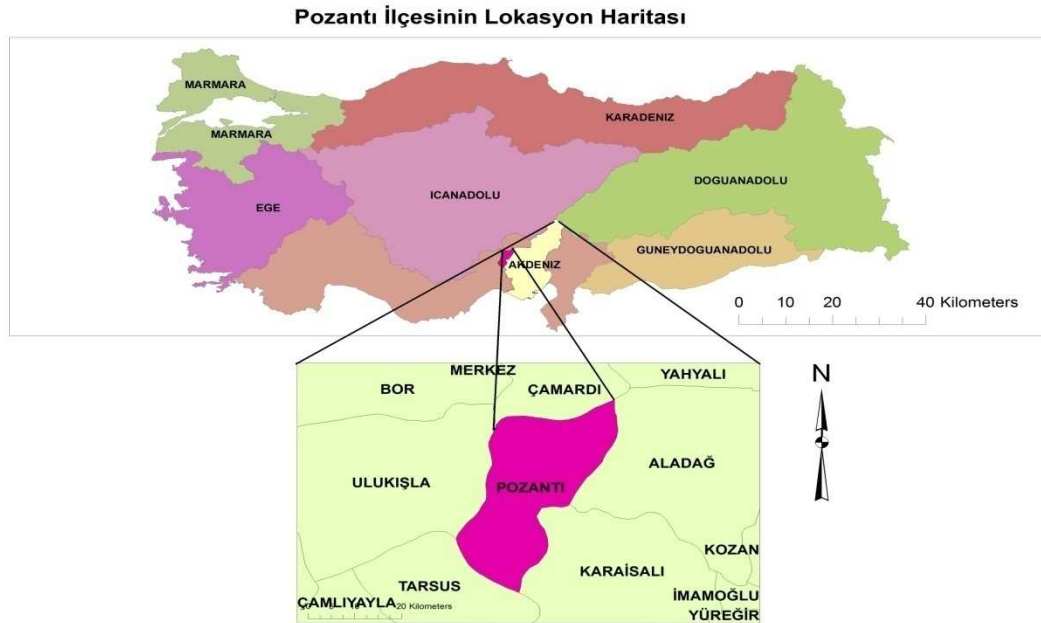 Pozantı İlçesinin Lokasyon Haritası
MARMARA
MARMARA
KARADENIZ
ICANADOLU
DOGUANADOLU
EGE
AKDENIZ
GUNEYDOGUANADOLU
0 10 20 40 Kilometers
MERKEZ
BOR
ÇAMARDI
YAHYALI
N
ULUKIŞLA
POZANTI
ALADAĞ
KOZAN
TARSUS
KARAİSALI
ÇAMLIYAYLA
20 Kilometers
İMAMOĞLU
YÜREĞİR